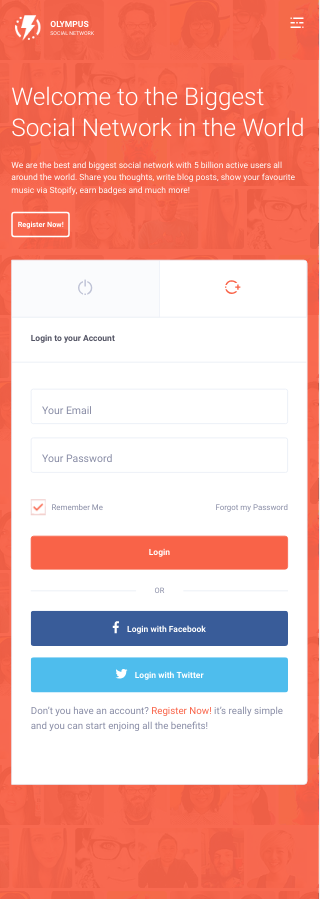 OLYMPUS
SOCIAL NETWORK
Welcome to the Biggest
Social Network in the World
We are the best and biggest social network with 5 billion active users all
around the world. Share you thoughts, write blog posts, show your favourite
music via Stopify, earn badges and much more!
Register Now!
Login to your Account
Your Email
Your Password
Remember Me
Forgot my Password
Login
OR
Login with Facebook
Login with Twitter
Don't you have an account? Register Now! it's really simple
and you can start enjoing all the benefits!